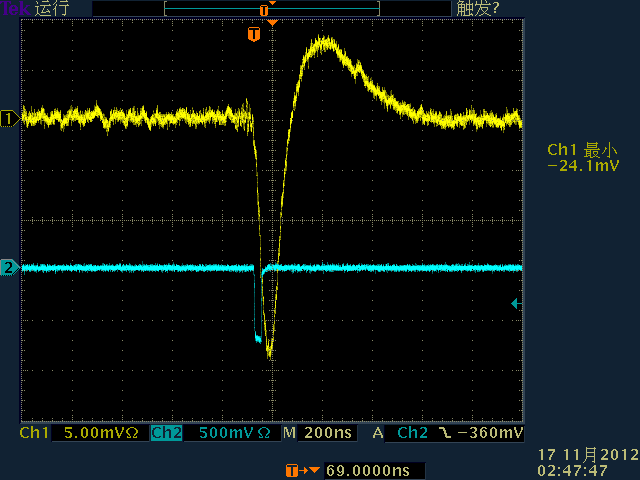 Tek 运行 触发?
T
T
1
Ch1 最小
−24.1mV
2
Ch1 5.00mVΩ Ch2 500mV Ω M 200ns A Ch2 −360mV
17 11月 2012
T 69.0000ns
02:47:47